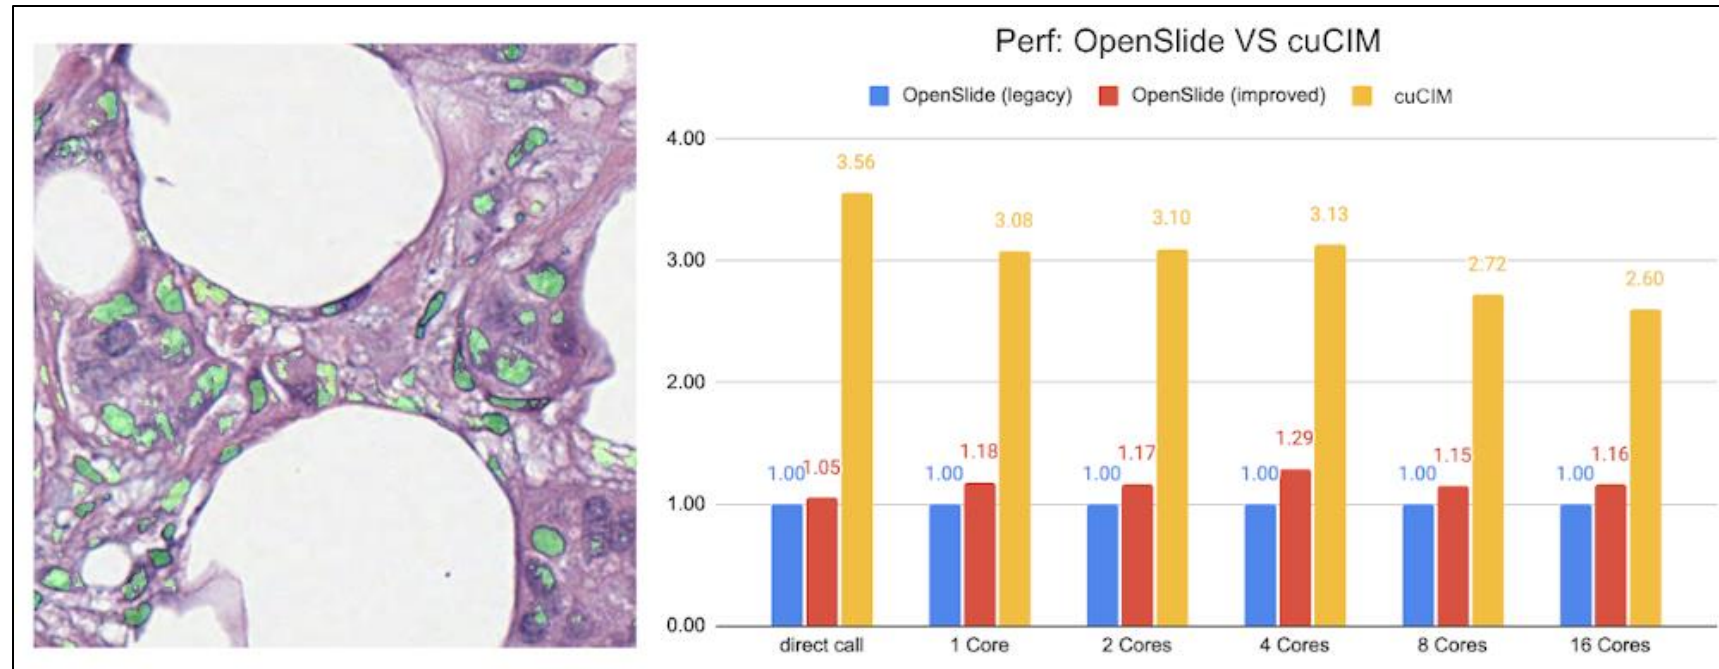 Perf: OpenSlide VS cuCIM
OpenSlide (legacy) OpenSlide (improved) cuCIM
4.00
3.00
2.00
1.00
0.00
1.00 1.05 3.56
1.00 1.18 3.08
1.00 1.17 3.10
1.00 1.29 3.13
1.00 1.15 2.72
1.00 1.16 2.60
direct call 1 Core 2 Cores 4 Cores 8 Cores 16 Cores